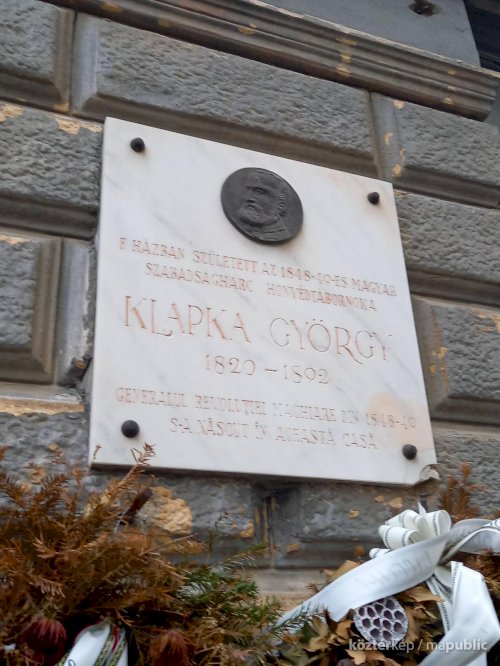 E HÁZBAN SZÜLETETT AZ 1848-49-ES MAGYAR
SZABADSÁGHARC HONVÉDTÁBORNOKA
KLAPKA GYÖRGY
1820 – 1892
GENERALUL REVOLUȚIEI MAGHIARE DIN 1848-49
S-A NĂSCUT ÎN ACEASTĂ CASĂ
köztérkép / mapublic